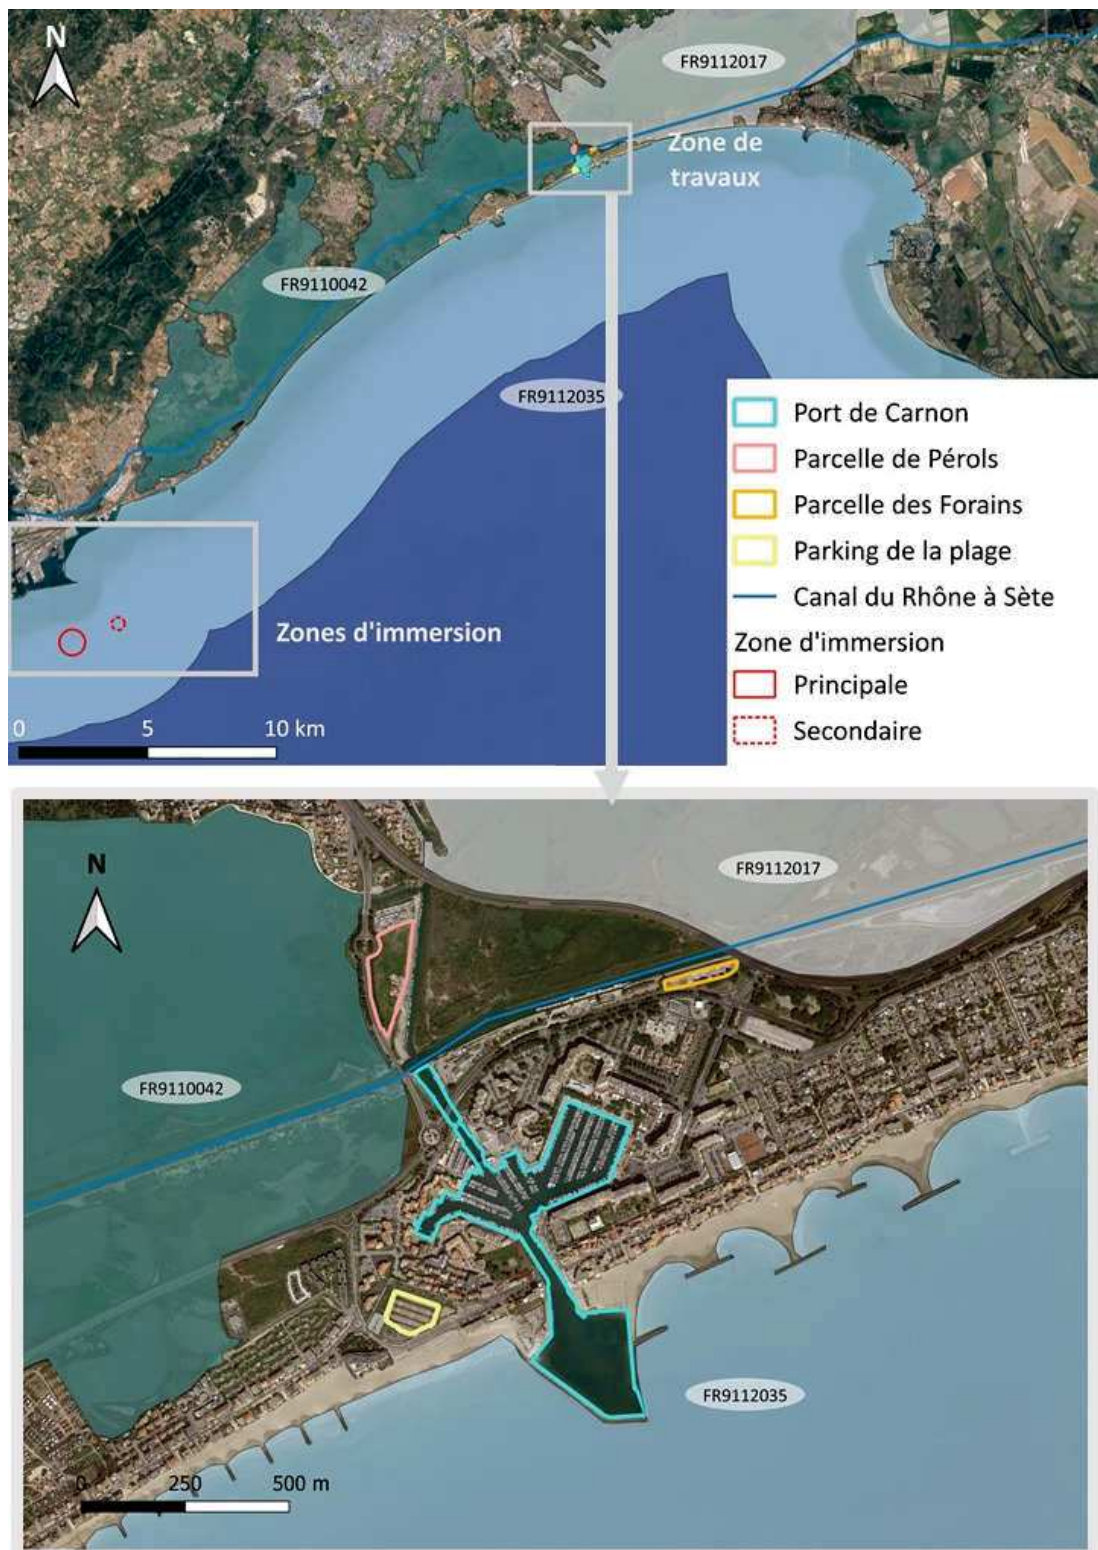 N
FR9112017
Zone de
travaux
FR9110042
FR9112035
Port de Carnon
Parcelle de Pérols
Parcelle des Forains
Parking de la plage
Canal du Rhône à Sète
Zone d'immersion
Principale
Secondaire
Zones d'immersion
0 5 10 km
N
FR9112017
FR9110042
FR9112035
0 250 500 m